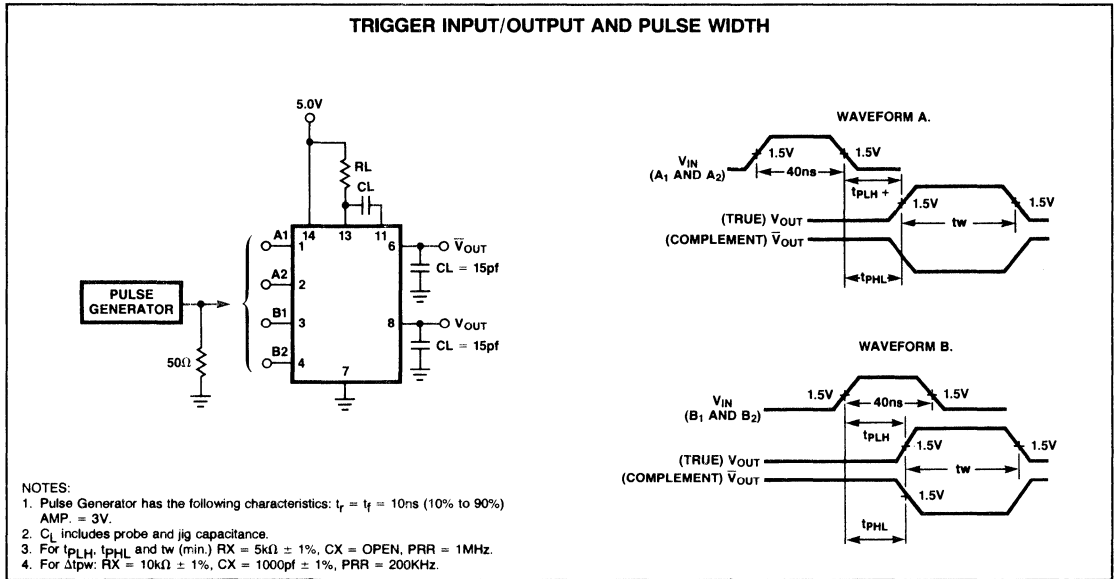 TRIGGER INPUT/OUTPUT AND PULSE WIDTH
5.0V
RL
CL
14 13 11
A1
1
A2
2
B1
3
B2
4
6
V̅OUT
CL = 15pf
8
VOUT
CL = 15pf
7
PULSE
GENERATOR
50Ω
WAVEFORM A.
VIN
(A1 AND A2)
1.5V
40ns
1.5V
tPLH +
1.5V
1.5V
(TRUE) VOUT
tw
(COMPLEMENT) V̅OUT
tPHL
WAVEFORM B.
VIN
(B1 AND B2)
1.5V
40ns
1.5V
tPLH
1.5V
1.5V
(TRUE) VOUT
tw
(COMPLEMENT) V̅OUT
1.5V
tPHL
NOTES:
1. Pulse Generator has the following characteristics: tr = tf = 10ns (10% to 90%)
AMP. = 3V.
2. CL includes probe and jig capacitance.
3. For tPLH, tPHL and tw (min.) RX = 5kΩ ± 1%, CX = OPEN, PRR = 1MHz.
4. For Δtpw: RX = 10kΩ ± 1%, CX = 1000pf ± 1%, PRR = 200KHz.